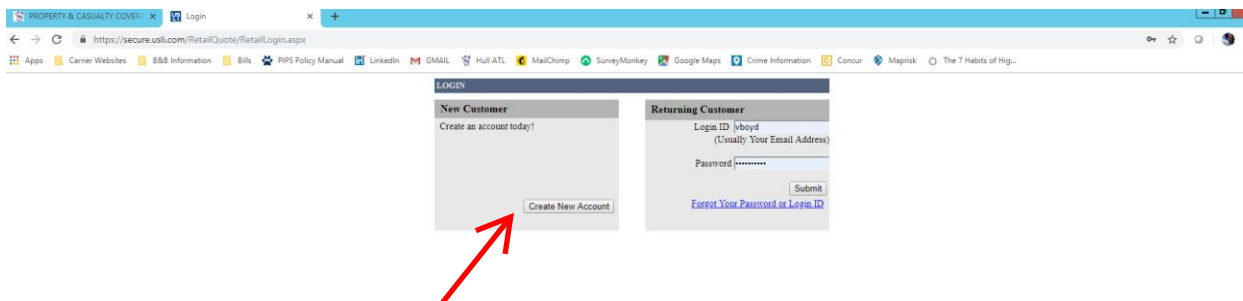 PROPERTY & CASUALTY COVER
Login
https://secure.usli.com/RetailQuote/RetailLogin.aspx
Apps Carrier Websites B&B Information Bills PIPS Policy Manual LinkedIn GMAIL Hull ATL MailChimp SurveyMonkey Google Maps Crime Information Concur Maprisk The 7 Habits of Hig...
LOGIN
New Customer
Create an account today!
Create New Account
Returning Customer
Login ID vboyd
(Usually Your Email Address)
Password ••••••••••
Submit
Forgot Your Password or Login ID